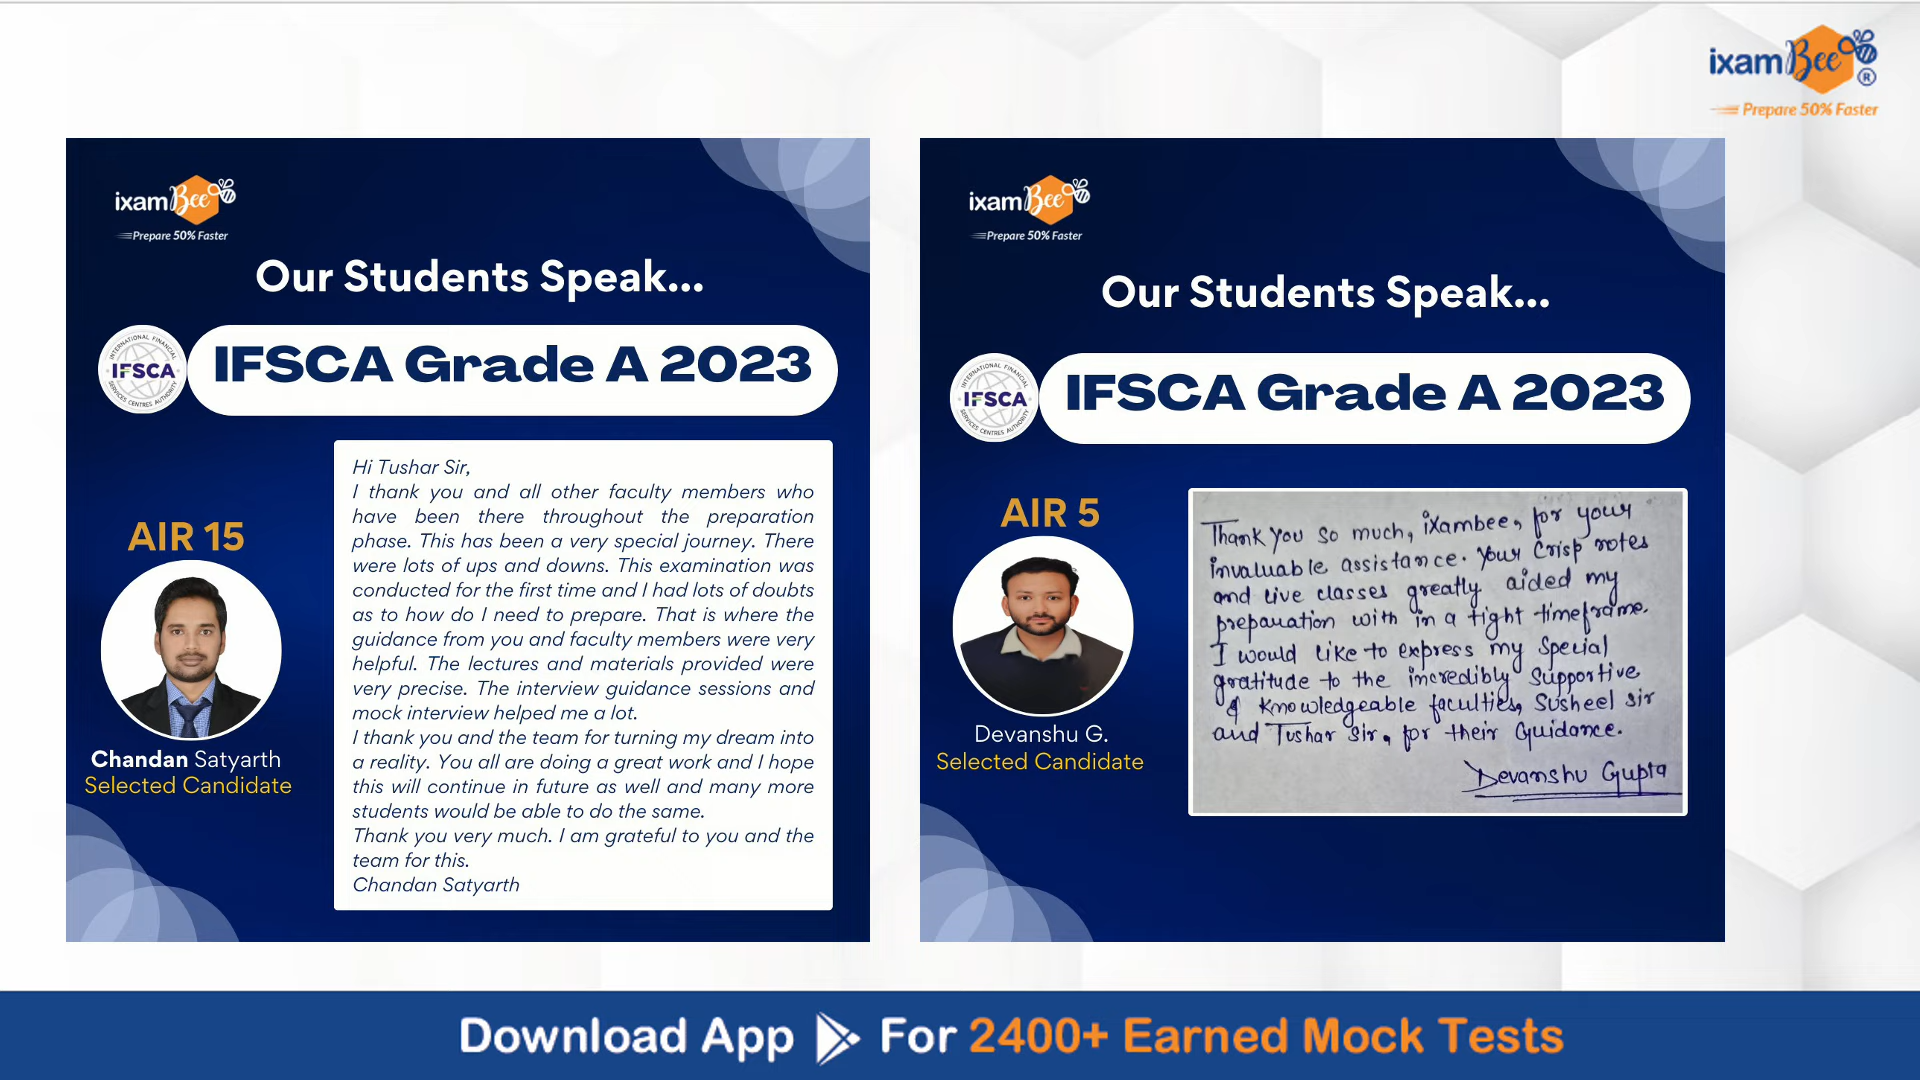 ixamBee
®
Prepare 50% Faster
ixamBee
Prepare 50% Faster
Our Students Speak...
INTERNATIONAL FINANCIAL
IFSCA
SERVICES CENTRES AUTHORITY
IFSCA Grade A 2023
AIR 15
Chandan Satyarth
Selected Candidate
Hi Tushar Sir,
I thank you and all other faculty members who
have been there throughout the preparation
phase. This has been a very special journey. There
were lots of ups and downs. This examination was
conducted for the first time and I had lots of doubts
as to how do I need to prepare. That is where the
guidance from you and faculty members were very
helpful. The lectures and materials provided were
very precise. The interview guidance sessions and
mock interview helped me a lot.
I thank you and the team for turning my dream into
a reality. You all are doing a great work and I hope
this will continue in future as well and many more
students would be able to do the same.
Thank you very much. I am grateful to you and the
team for this.
Chandan Satyarth
ixamBee
Prepare 50% Faster
Our Students Speak...
INTERNATIONAL FINANCIAL
IFSCA
SERVICES CENTRES AUTHORITY
IFSCA Grade A 2023
AIR 5
Devanshu G.
Selected Candidate
Thank you so much, iXambee, for your
invaluable assistance. Your Crisp notes
and live classes greatly aided my
preparation with in a tight timeframe.
I would like to express my special
gratitude to the incredibly supportive
& knowledgeable faculties, Susheel sir
and Tushar Sir, for their Guidance.
Devanshu Gupta
Download App For 2400+ Earned Mock Tests